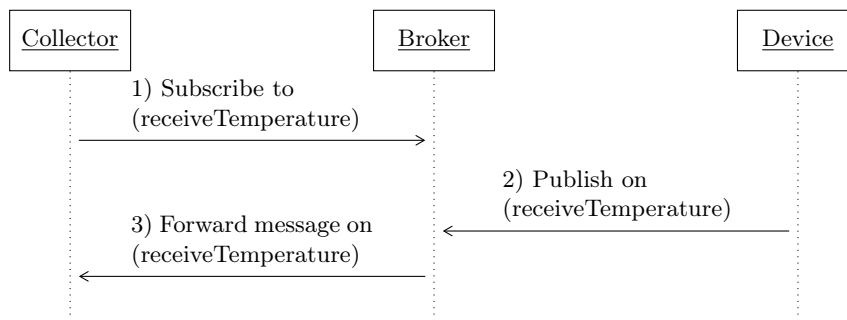 Collector
Broker
Device
1) Subscribe to
(receiveTemperature)
2) Publish on
(receiveTemperature)
3) Forward message on
(receiveTemperature)